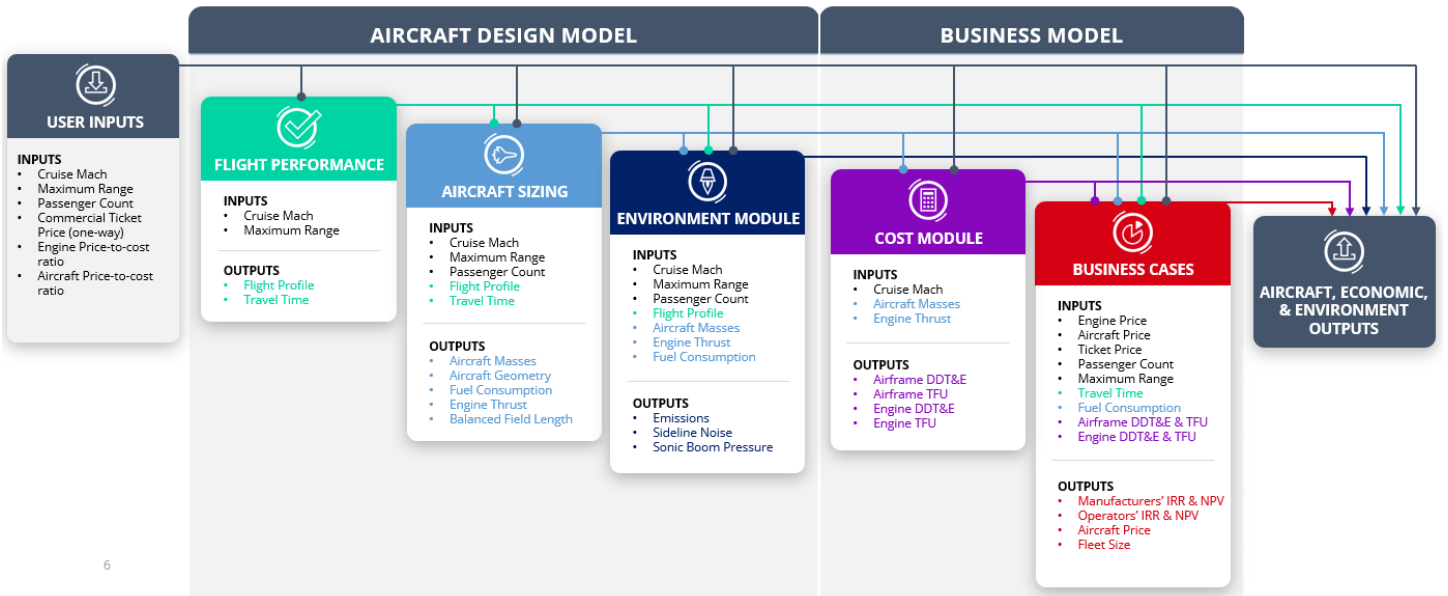 AIRCRAFT DESIGN MODEL
BUSINESS MODEL
USER INPUTS
INPUTS
• Cruise Mach
• Maximum Range
• Passenger Count
• Commercial Ticket
Price (one-way)
• Engine Price-to-cost
ratio
• Aircraft Price-to-cost
ratio
FLIGHT PERFORMANCE
INPUTS
• Cruise Mach
• Maximum Range
OUTPUTS
• Flight Profile
• Travel Time
AIRCRAFT SIZING
INPUTS
• Cruise Mach
• Maximum Range
• Passenger Count
• Flight Profile
• Travel Time
OUTPUTS
• Aircraft Masses
• Aircraft Geometry
• Fuel Consumption
• Engine Thrust
• Balanced Field Length
ENVIRONMENT MODULE
INPUTS
• Cruise Mach
• Maximum Range
• Passenger Count
• Flight Profile
• Aircraft Masses
• Engine Thrust
• Fuel Consumption
OUTPUTS
• Emissions
• Sideline Noise
• Sonic Boom Pressure
COST MODULE
INPUTS
• Cruise Mach
• Aircraft Masses
• Engine Thrust
OUTPUTS
• Airframe DDT&E
• Airframe TFU
• Engine DDT&E
• Engine TFU
BUSINESS CASES
INPUTS
• Engine Price
• Aircraft Price
• Ticket Price
• Passenger Count
• Maximum Range
• Travel Time
• Fuel Consumption
• Airframe DDT&E & TFU
• Engine DDT&E & TFU
OUTPUTS
• Manufacturers' IRR & NPV
• Operators' IRR & NPV
• Aircraft Price
• Fleet Size
AIRCRAFT, ECONOMIC,
& ENVIRONMENT
OUTPUTS
6